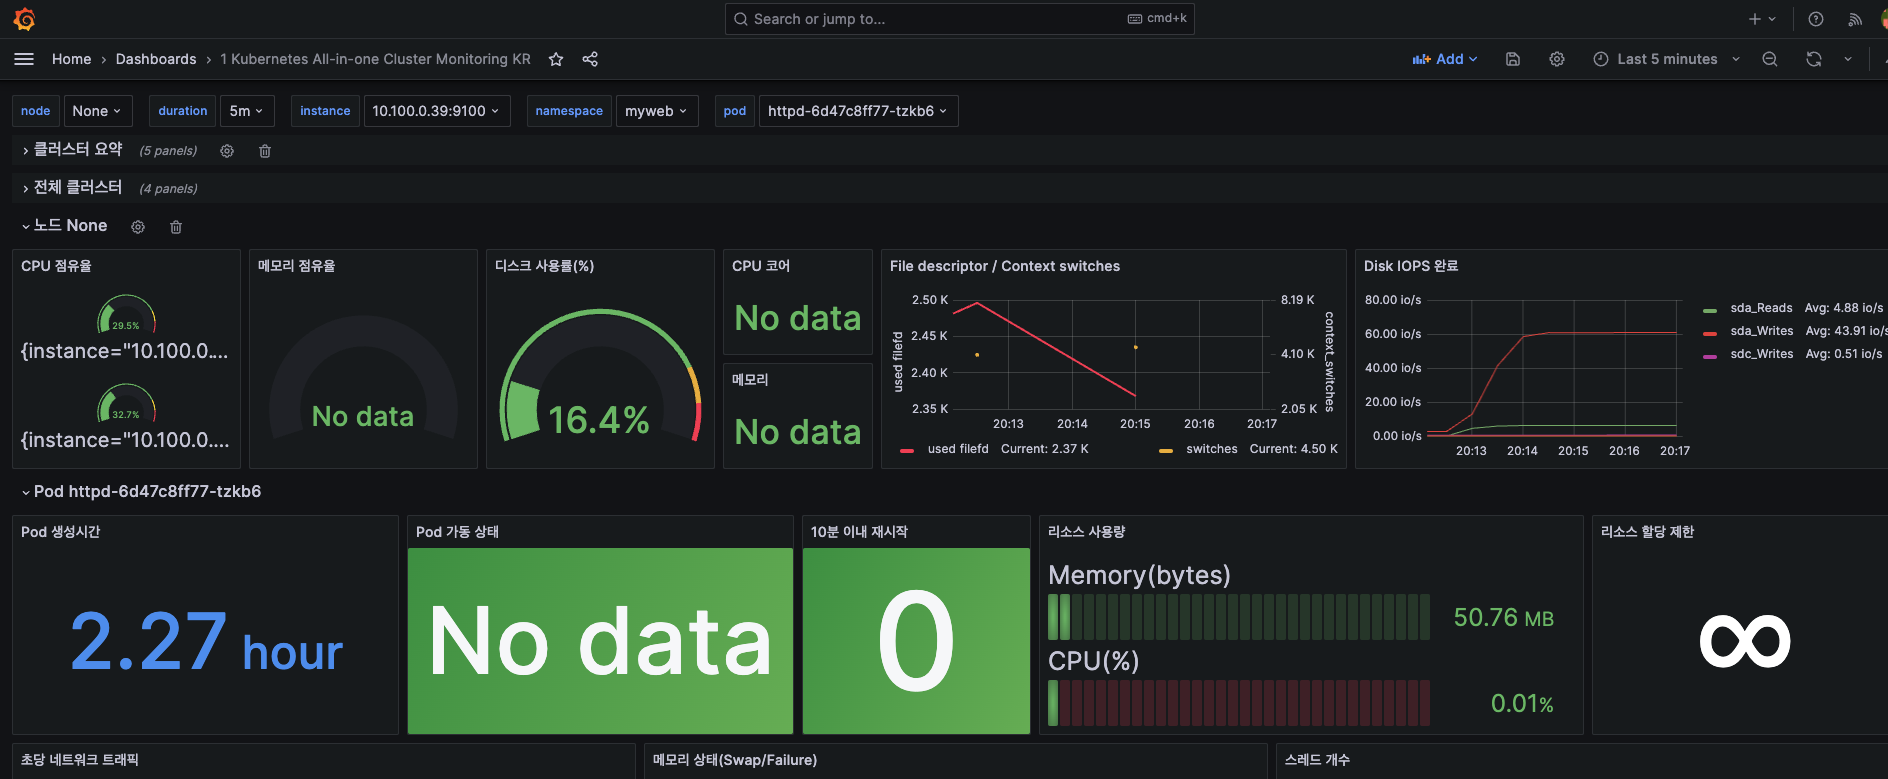 Search or jump to...
cmd+k
Home › Dashboards › 1 Kubernetes All-in-one Cluster Monitoring KR
Add
Last 5 minutes
node None
duration 5m
instance 10.100.0.39:9100
namespace myweb
pod httpd-6d47c8ff77-tzkb6
클러스터 요약 (5 panels)
전체 클러스터 (4 panels)
노드 None
CPU 점유율
29.5%
{instance="10.100.0....
32.7%
{instance="10.100.0....
메모리 점유율
No data
디스크 사용률(%)
16.4%
CPU 코어
No data
메모리
No data
File descriptor / Context switches
used filefd
2.50 K
2.45 K
2.40 K
2.35 K
8.19 K
4.10 K
2.05 K
context_switches
20:13 20:14 20:15 20:16 20:17
used filefd Current: 2.37 K
switches Current: 4.50 K
Disk IOPS 완료
80.00 io/s
60.00 io/s
40.00 io/s
20.00 io/s
0.00 io/s
20:13 20:14 20:15 20:16 20:17
sda_Reads Avg: 4.88 io/s
sda_Writes Avg: 43.91 io/s
sdc_Writes Avg: 0.51 io/s
Pod httpd-6d47c8ff77-tzkb6
Pod 생성시간
2.27 hour
Pod 가동 상태
No data
10분 이내 재시작
0
리소스 사용량
Memory(bytes)
50.76 MB
CPU(%)
0.01%
리소스 할당 제한
∞
초당 네트워크 트래픽
메모리 상태(Swap/Failure)
스레드 개수